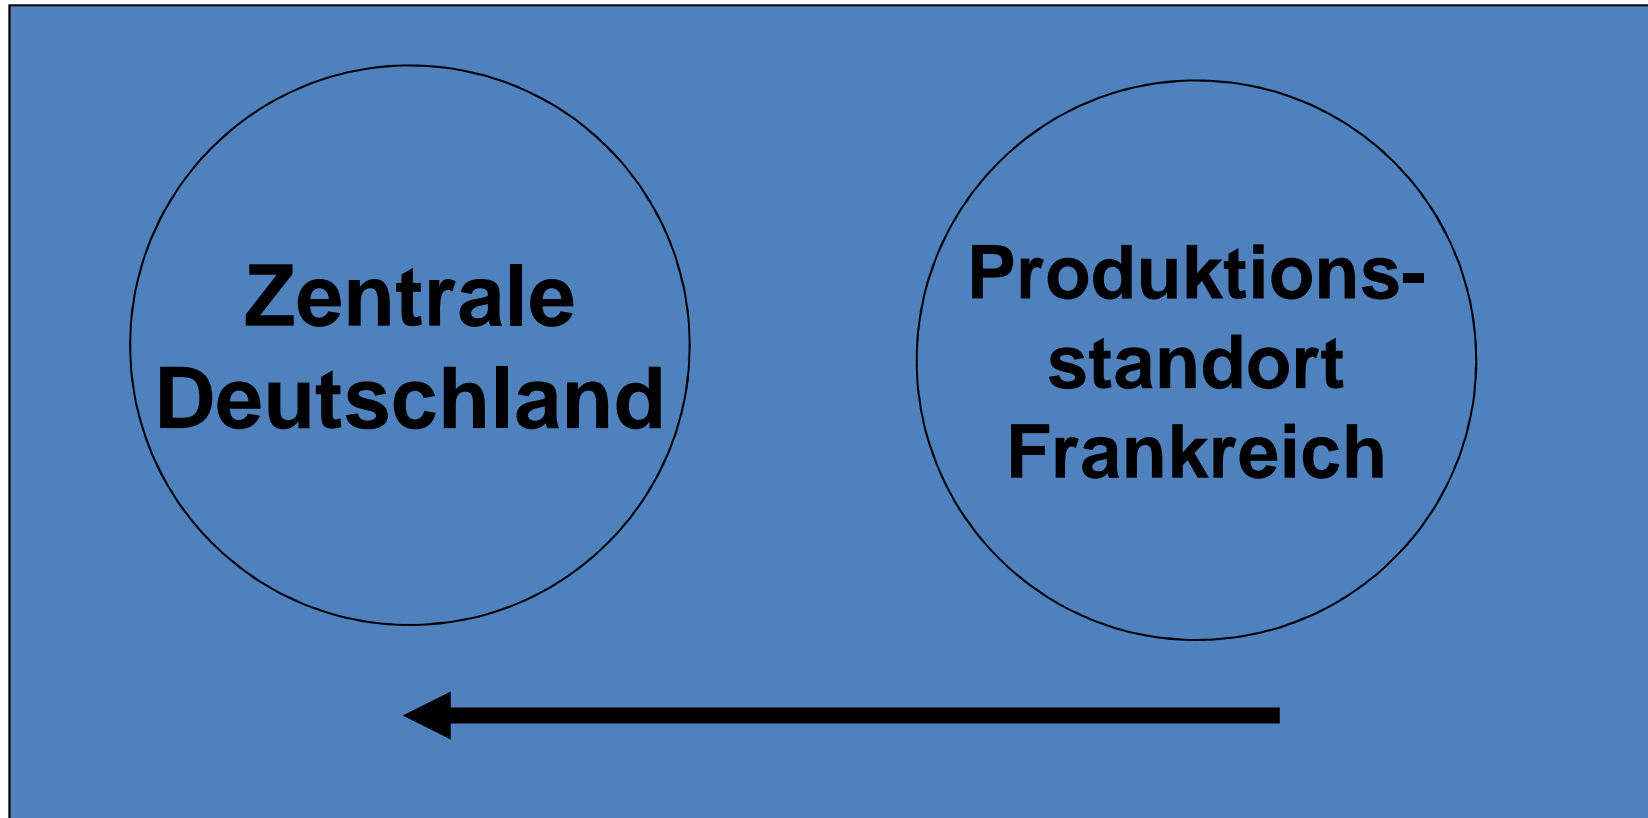 Zentrale
Deutschland
Produktions-
standort
Frankreich